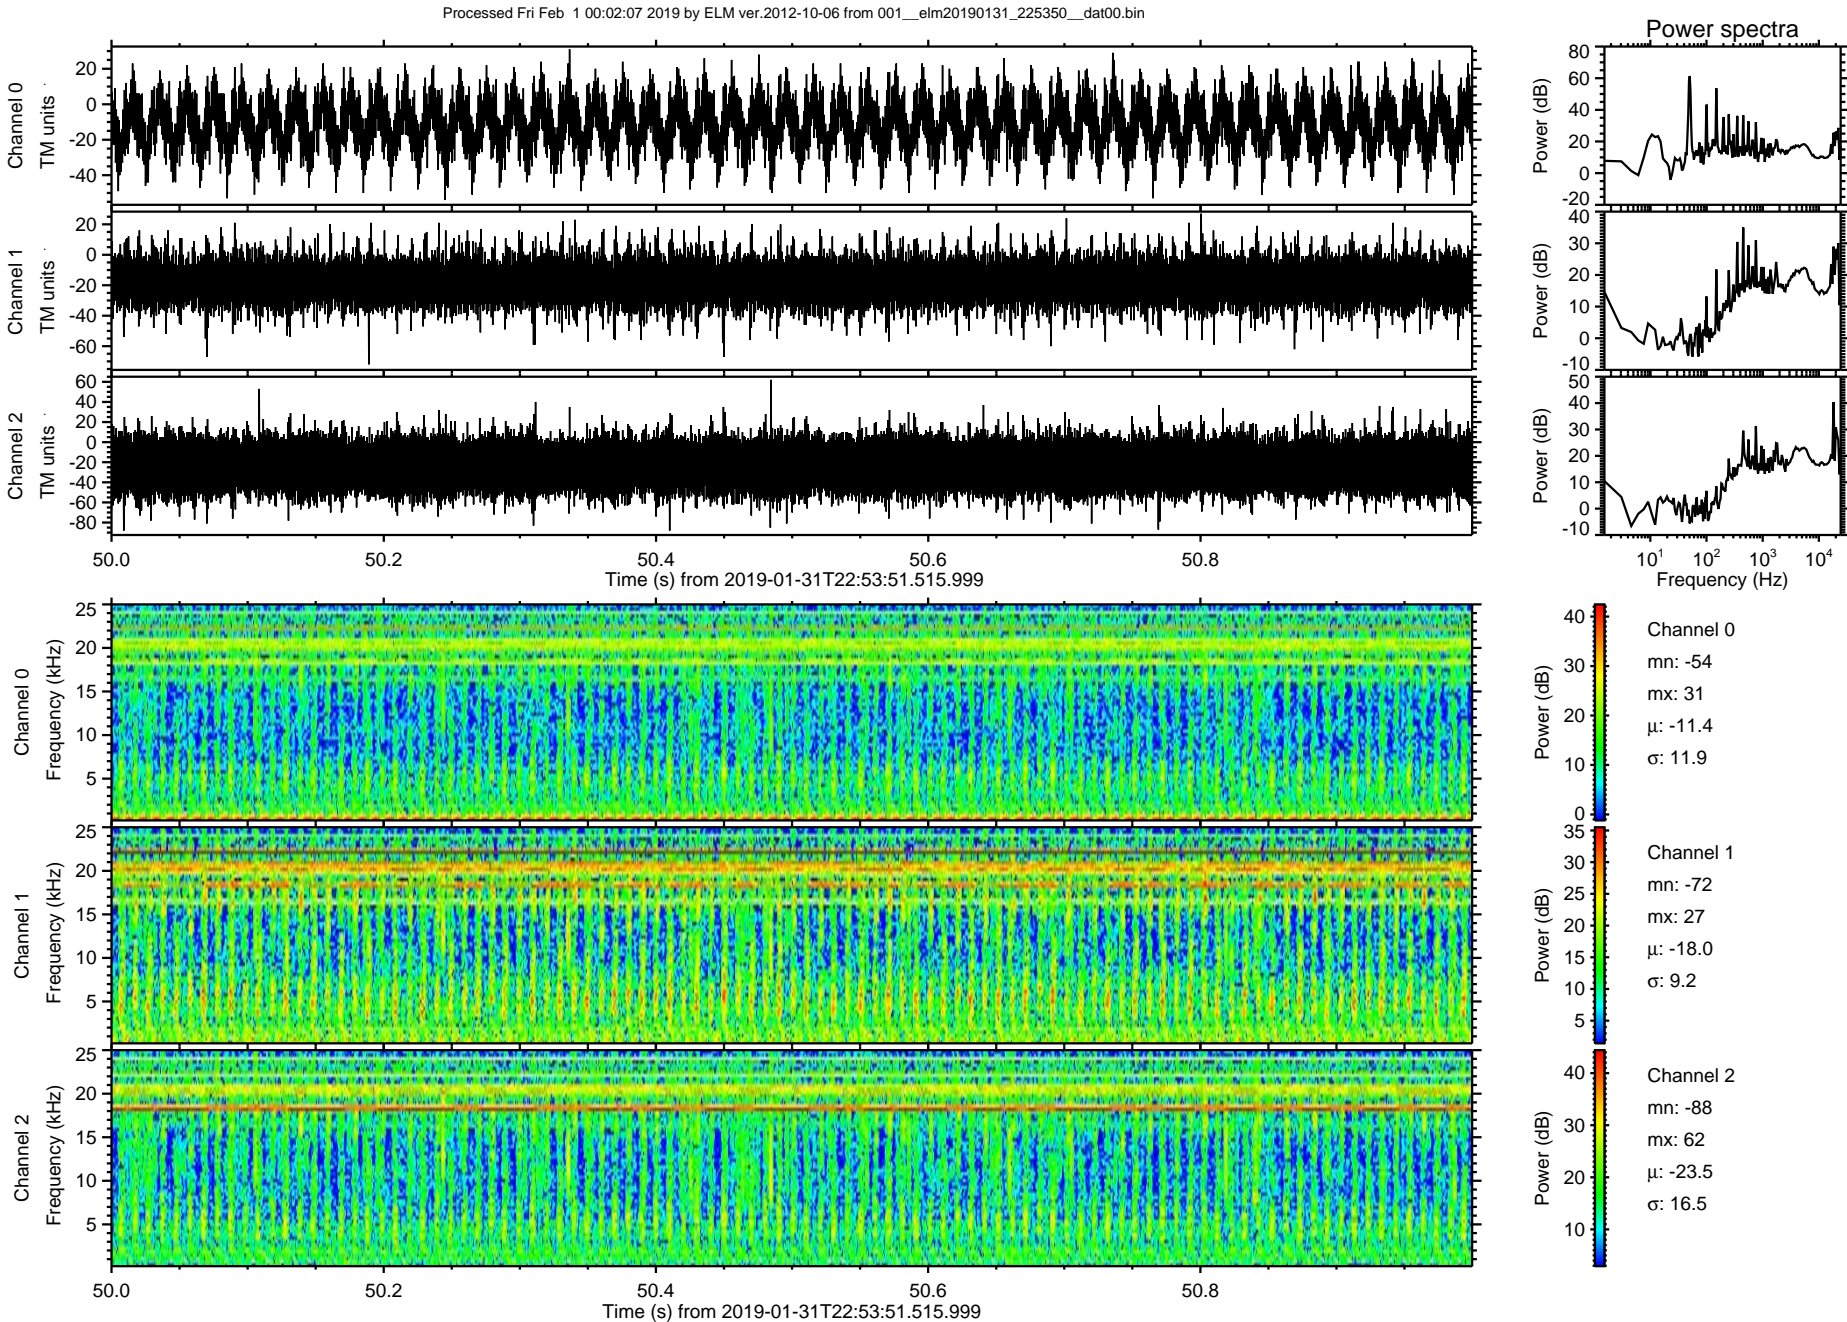 Processed Fri Feb  1 00:02:07 2019 by ELM ver.2012-10-06 from 001__elm20190131_225350__dat00.bin
Power spectra
Channel 0
TM units
20
0
-20
-40
Power (dB)
80
60
40
20
0
-20
Channel 1
TM units
20
0
-20
-40
-60
Power (dB)
40
30
20
10
0
-10
Channel 2
TM units
60
40
20
0
-20
-40
-60
-80
Power (dB)
50
40
30
20
10
0
-10
50.0 50.2 50.4 50.6 50.8
Time (s) from 2019-01-31T22:53:51.515.999
10¹ 10² 10³ 10⁴
Frequency (Hz)
Channel 0
Frequency (kHz)
25
20
15
10
5
Power (dB)
40
30
20
10
0
Channel 0
mn: -54
mx: 31
μ: -11.4
σ: 11.9
Channel 1
Frequency (kHz)
25
20
15
10
5
Power (dB)
35
30
25
20
15
10
5
Channel 1
mn: -72
mx: 27
μ: -18.0
σ: 9.2
Channel 2
Frequency (kHz)
25
20
15
10
5
Power (dB)
40
30
20
10
Channel 2
mn: -88
mx: 62
μ: -23.5
σ: 16.5
50.0 50.2 50.4 50.6 50.8
Time (s) from 2019-01-31T22:53:51.515.999